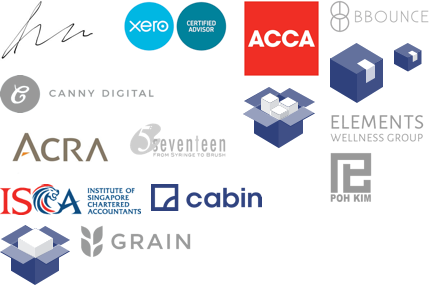 xero
CERTIFIED
ADVISOR
ACCA
BBOUNCE
CANNY DIGITAL
ACRA
5seventeen
FROM SYRINGE TO BRUSH
ELEMENTS
WELLNESS GROUP
ISCA
INSTITUTE OF
SINGAPORE
CHARTERED
ACCOUNTANTS
cabin
POH KIM
GRAIN